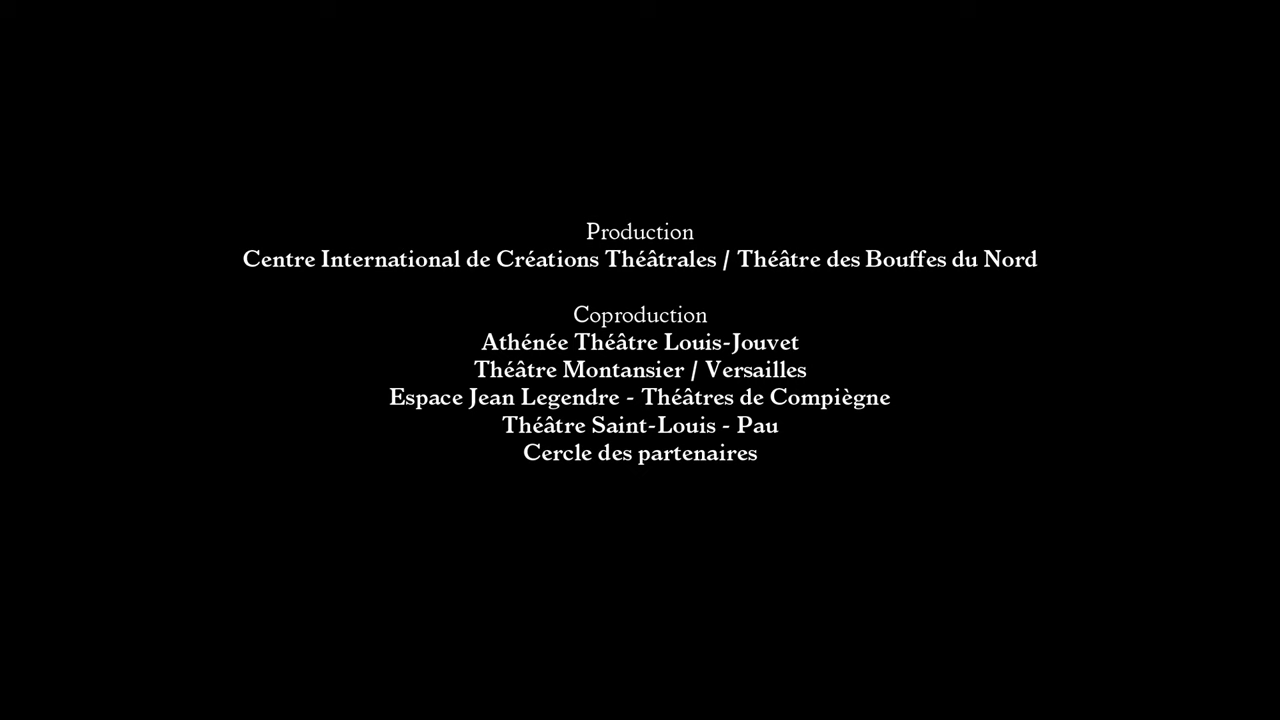 Production
Centre International de Créations Théâtrales / Théâtre des Bouffes du Nord
Coproduction
Athénée Théâtre Louis-Jouvet
Théâtre Montansier / Versailles
Espace Jean Legendre - Théâtres de Compiègne
Théâtre Saint-Louis - Pau
Cercle des partenaires